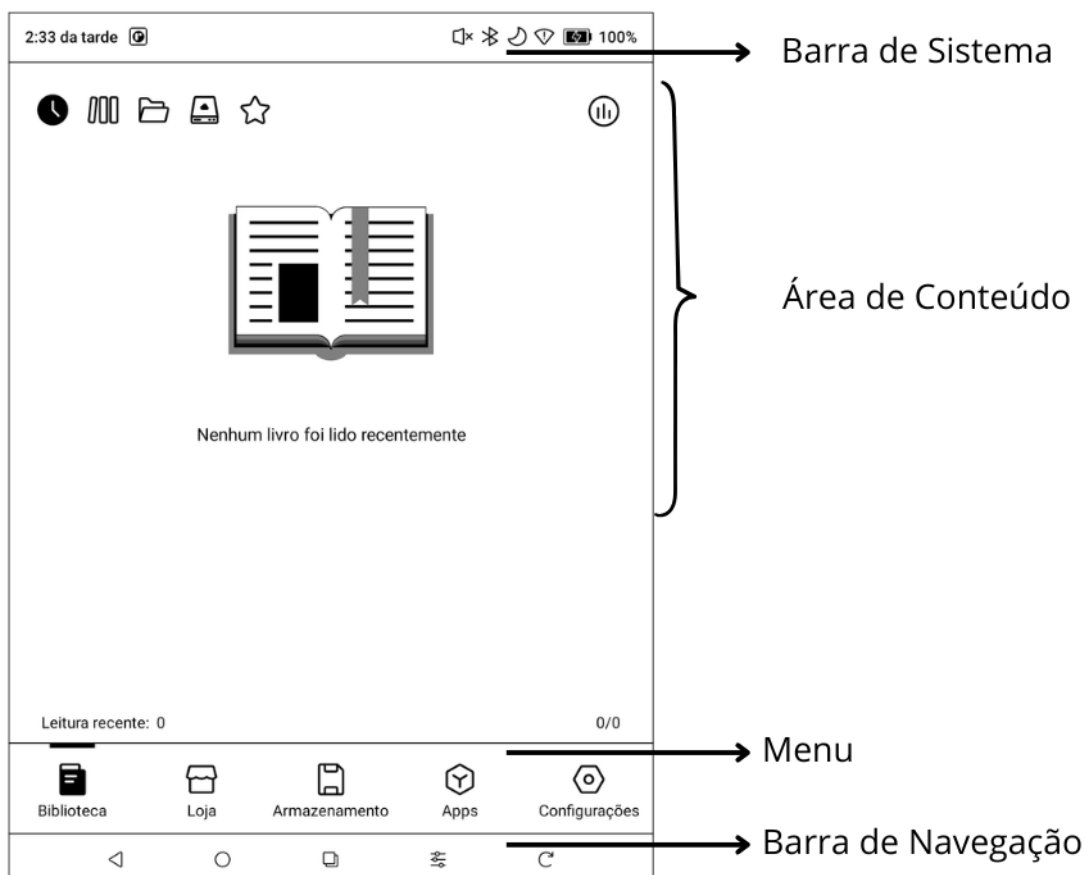 2:33 da tarde
100%
Barra de Sistema
Área de Conteúdo
Nenhum livro foi lido recentemente
Leitura recente: 0
0/0
Menu
Biblioteca
Loja
Armazenamento
Apps
Configurações
Barra de Navegação